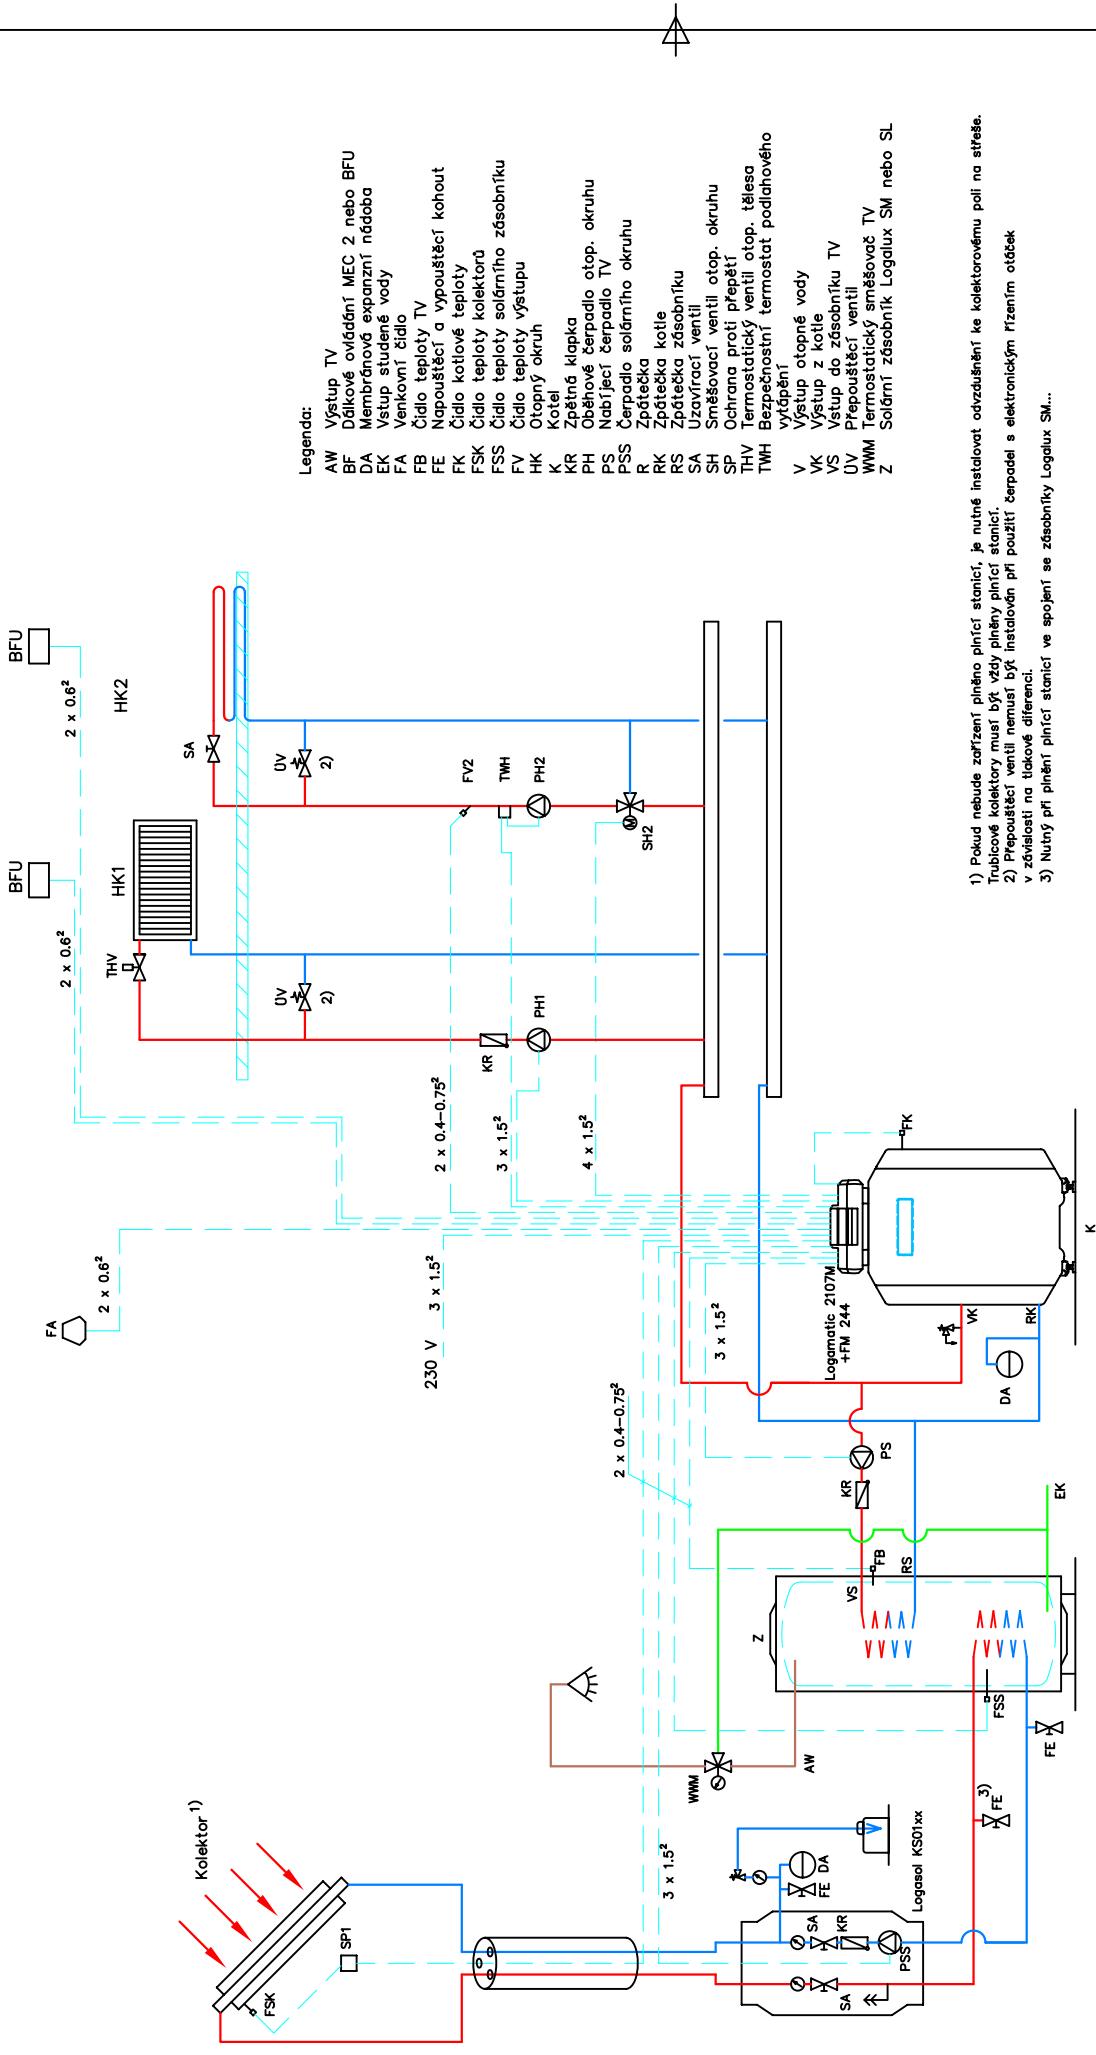 BFU
BFU
2 x 0.6²
2 x 0.6²
HK1
HK2
THV
SA
ÜV
2)
ÜV
2)
FV2
TWH
PH2
KR
PH1
SH2
FA
2 x 0.6²
2 x 0.4-0.75²
3 x 1.5²
4 x 1.5²
230 V
3 x 1.5²
Kolektor 1)
FSK
SP1
2 x 0.4-0.75²
3 x 1.5²
3 x 1.5²
Logamatic 2107M
+FM 244
FK
VK
RK
DA
K
PS
KR
FB
VS
RS
EK
Z
FSS
FE
WWM
AW
3)
FE
DA
FE
SA
KR
PSS
SA
Logasol KS01xx
Legenda:
AW Výstup TV
BF Dálkové ovládání MEC 2 nebo BFU
DA Membránová expanzní nádoba
EK Vstup studené vody
FA Venkovní čidlo
FB Čidlo teploty TV
FE Napouštěcí a vypouštěcí kohout
FK Čidlo kotlové teploty
FSK Čidlo teploty kolektorů
FSS Čidlo teploty solárního zásobníku
FV Čidlo teploty výstupu
HK Otopný okruh
K Kotel
KR Zpětná klapka
PH Oběhové čerpadlo otop. okruhu
PS Nabíjecí čerpadlo TV
PSS Čerpadlo solárního okruhu
R Zpátečka
RK Zpátečka kotle
RS Zpátečka zásobníku
SA Uzavírací ventil
SH Směšovací ventil otop. okruhu
SP Ochrana proti přepětí
THV Termostatický ventil otop. tělesa
TWH Bezpečnostní termostat podlahového
vytápění
V Výstup otopné vody
VK Výstup z kotle
VS Vstup do zásobníku TV
ÜV Přepouštěcí ventil
WWM Termostatický směšovač TV
Z Solární zásobník Logalux SM nebo SL
1) Pokud nebude zařízení plněno plnící stanicí, je nutné instalovat odvzdušnění ke kolektorovému poli na střeše.
Trubicové kolektory musí být vždy plněny plnící stanicí.
2) Přepouštěcí ventil nemusí být instalován při použití čerpadel s elektronickým řízením otáček
v závislosti na tlakové diferenci.
3) Nutný při plnění plnící stanicí ve spojení se zásobníky Logalux SM...